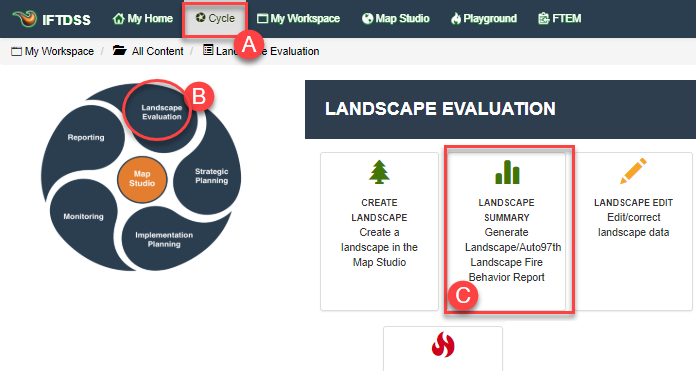 IFTDSS My Home Cycle My Workspace Map Studio Playground FTEM
A
My Workspace / All Content / Landscape Evaluation
B
Landscape
Evaluation
Reporting
Map
Studio
Strategic
Planning
Monitoring
Implementation
Planning
LANDSCAPE EVALUATION
CREATE
LANDSCAPE
Create a
landscape in the
Map Studio
LANDSCAPE
SUMMARY
Generate
Landscape/Auto97th
Landscape Fire
Behavior Report
C
LANDSCAPE EDIT
Edit/correct
landscape data